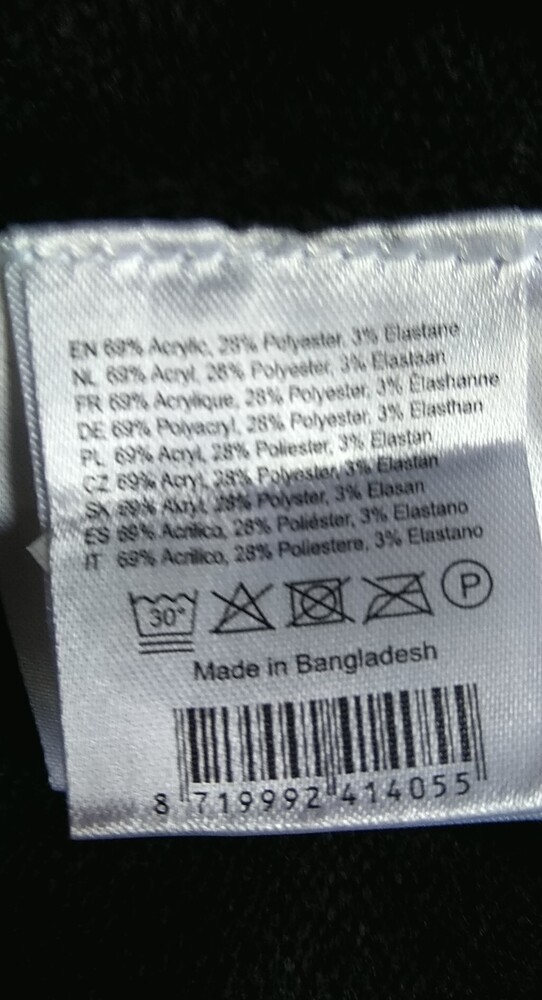 EN 69% Acrylic, 28% Polyester, 3% Elastane
NL 69% Acryl, 28% Polyester, 3% Elastaan
FR 69% Acrylique, 28% Polyester, 3% Elashanne
DE 69% Polyacryl, 28% Polyester, 3% Elasthan
PL 69% Acryl, 28% Poliester, 3% Elastan
CZ 69% Acryl, 28% Polyester, 3% Elastan
SK 69% Akryl, 28% Polyster, 3% Elasan
ES 69% Acrilico, 28% Poliéster, 3% Elastano
IT 69% Acrilico, 28% Poliestere, 3% Elastano
30° P
Made in Bangladesh
8 719992 414055